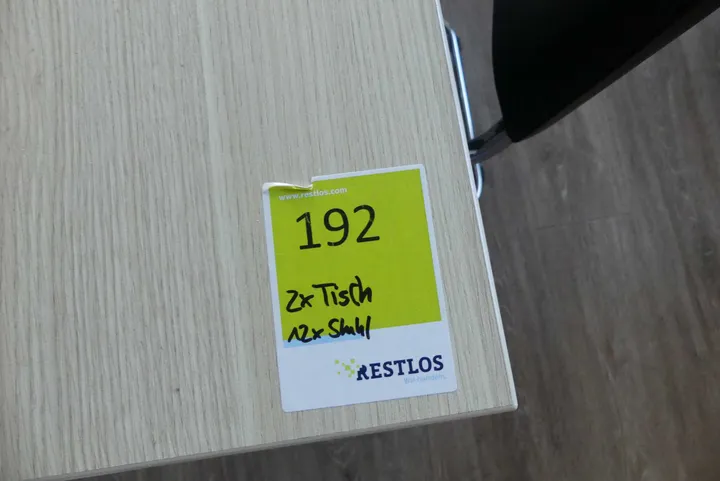 www.restlos.com
192
2x Tisch
12x Stuhl
RESTLOS